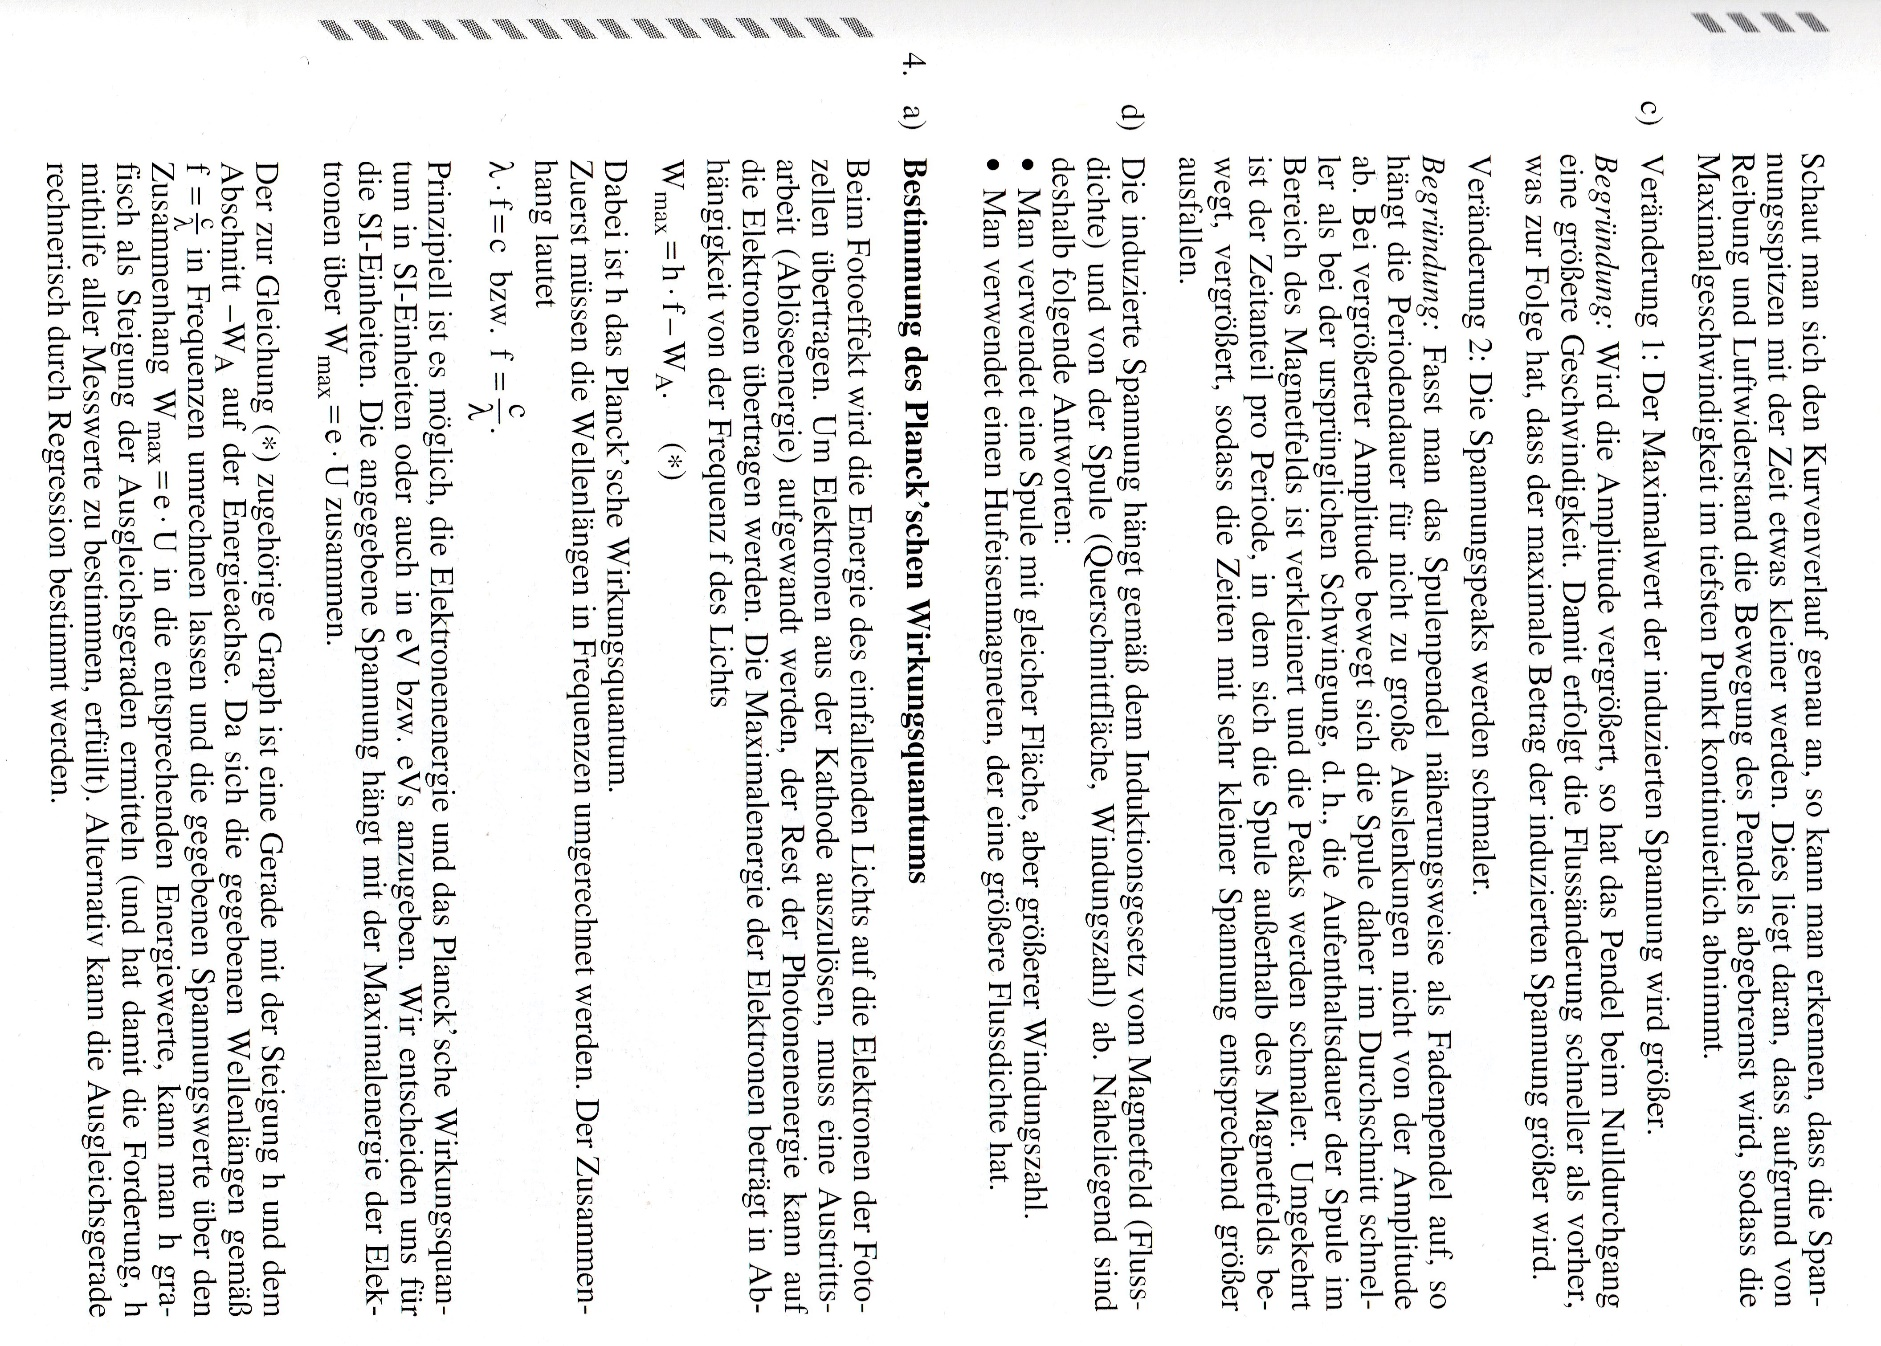 Schaut man sich den Kurvenverlauf genau an, so kann man erkennen, dass die Span-
nungsspitzen mit der Zeit etwas kleiner werden. Dies liegt daran, dass aufgrund von
Reibung und Luftwiderstand die Bewegung des Pendels abgebremst wird, sodass die
Maximalgeschwindigkeit im tiefsten Punkt kontinuierlich abnimmt.
c) Veränderung 1: Der Maximalwert der induzierten Spannung wird größer.
Begründung: Wird die Amplitude vergrößert, so hat das Pendel beim Nulldurchgang
eine größere Geschwindigkeit. Damit erfolgt die Flussänderung schneller als vorher,
was zur Folge hat, dass der maximale Betrag der induzierten Spannung größer wird.
Veränderung 2: Die Spannungspeaks werden schmaler.
Begründung: Fasst man das Spulenpendel näherungsweise als Fadenpendel auf, so
hängt die Periodendauer für nicht zu große Auslenkungen nicht von der Amplitude
ab. Bei vergrößerter Amplitude bewegt sich die Spule daher im Durchschnitt schnel-
ler als bei der ursprünglichen Schwingung, d. h., die Aufenthaltsdauer der Spule im
Bereich des Magnetfelds ist verkleinert und die Peaks werden schmaler. Umgekehrt
ist der Zeitanteil pro Periode, in dem sich die Spule außerhalb des Magnetfelds be-
wegt, vergrößert, sodass die Zeiten mit sehr kleiner Spannung entsprechend größer
ausfallen.
d) Die induzierte Spannung hängt gemäß dem Induktionsgesetz vom Magnetfeld (Fluss-
dichte) und von der Spule (Querschnittfläche, Windungszahl) ab. Naheliegend sind
deshalb folgende Antworten:
• Man verwendet eine Spule mit gleicher Fläche, aber größerer Windungszahl.
• Man verwendet einen Hufeisenmagneten, der eine größere Flussdichte hat.
4. a) Bestimmung des Planck'schen Wirkungsquantums
Beim Fotoeffekt wird die Energie des einfallenden Lichts auf die Elektronen der Foto-
zellen übertragen. Um Elektronen aus der Kathode auszulösen, muss eine Austritts-
arbeit (Ablöseenergie) aufgewandt werden, der Rest der Photonenenergie kann auf
die Elektronen übertragen werden. Die Maximalenergie der Elektronen beträgt in Ab-
hängigkeit von der Frequenz f des Lichts
W_max = h · f – W_A. (*)
Dabei ist h das Planck'sche Wirkungsquantum.
Zuerst müssen die Wellenlängen in Frequenzen umgerechnet werden. Der Zusammen-
hang lautet
λ · f = c bzw. f = c/λ.
Prinzipiell ist es möglich, die Elektronenenergie und das Planck'sche Wirkungsquan-
tum in SI-Einheiten oder auch in eV bzw. eVs anzugeben. Wir entscheiden uns für
die SI-Einheiten. Die angegebene Spannung hängt mit der Maximalenergie der Elek-
tronen über W_max = e · U zusammen.
Der zur Gleichung (*) zugehörige Graph ist eine Gerade mit der Steigung h und dem
Abschnitt –W_A auf der Energieachse. Da sich die gegebenen Wellenlängen gemäß
f = c/λ in Frequenzen umrechnen lassen und die gegebenen Spannungswerte über den
Zusammenhang W_max = e · U in die entsprechenden Energiewerte, kann man h gra-
fisch als Steigung der Ausgleichsgeraden ermitteln (und hat damit die Forderung, h
mithilfe aller Messwerte zu bestimmen, erfüllt). Alternativ kann die Ausgleichsgerade
rechnerisch durch Regression bestimmt werden.